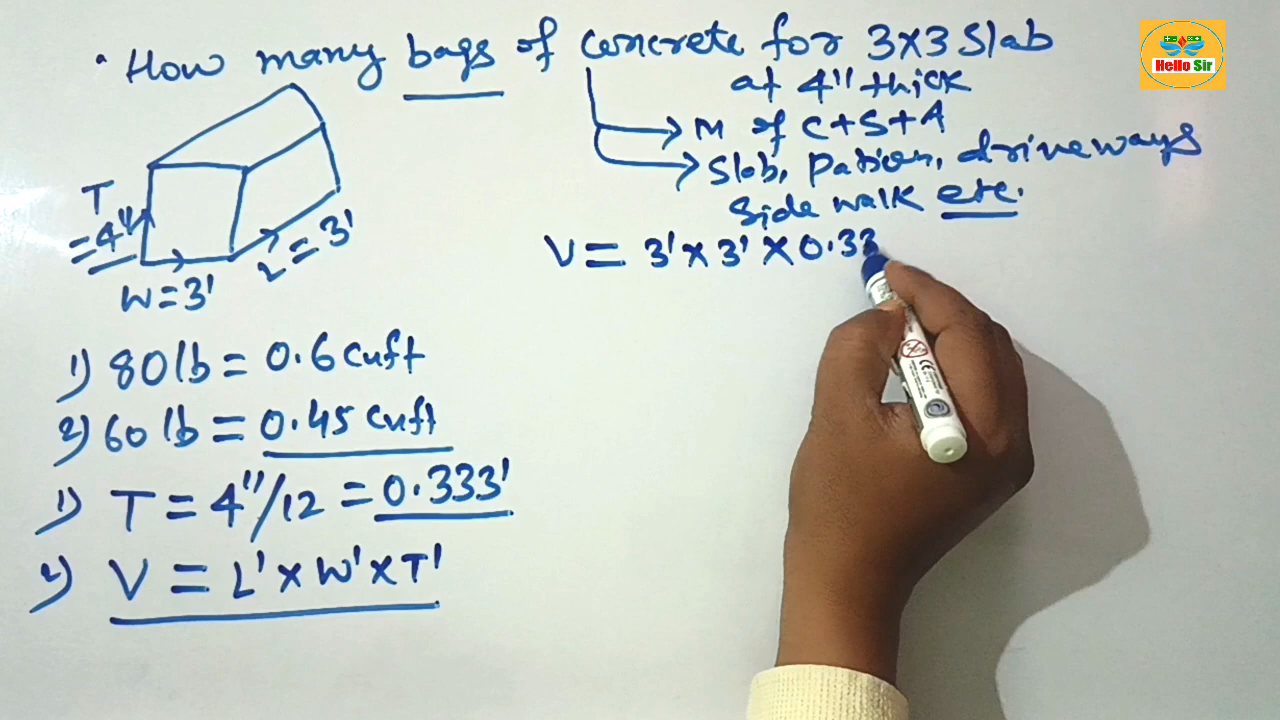 • How many bags of concrete for 3x3 Slab
at 4" thick
→ M of C+S+A
→ Slab, Pation, driveways
Side walk etc.
Hello Sir
T
=4"
W=3'
L=3'
V = 3' x 3' x 0.33
1) 80 lb = 0.6 cuft
2) 60 lb = 0.45 cuft
1) T = 4"/12 = 0.333'
2) V = L' x W' x T'
CE